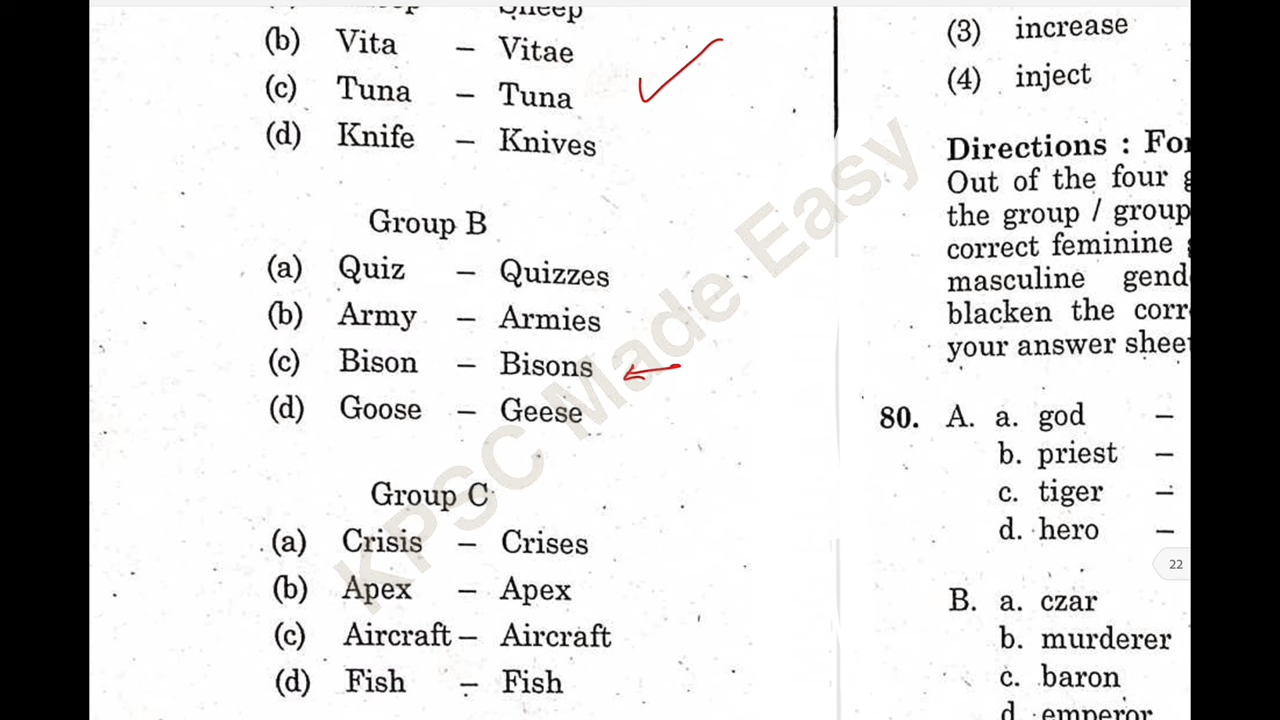 Sheep
(b) Vita – Vitae
(c) Tuna – Tuna
(d) Knife – Knives
Group B
(a) Quiz – Quizzes
(b) Army – Armies
(c) Bison – Bisons
(d) Goose – Geese
Group C
(a) Crisis – Crises
(b) Apex – Apex
(c) Aircraft – Aircraft
(d) Fish – Fish
(3) increase
(4) inject
Directions : For
Out of the four
the group / group
correct feminine
masculine gend
blacken the corr
your answer shee
80. A. a. god –
b. priest –
c. tiger –
d. hero –
B. a. czar
b. murderer
c. baron
d. emperor
22
KPSC Made Easy